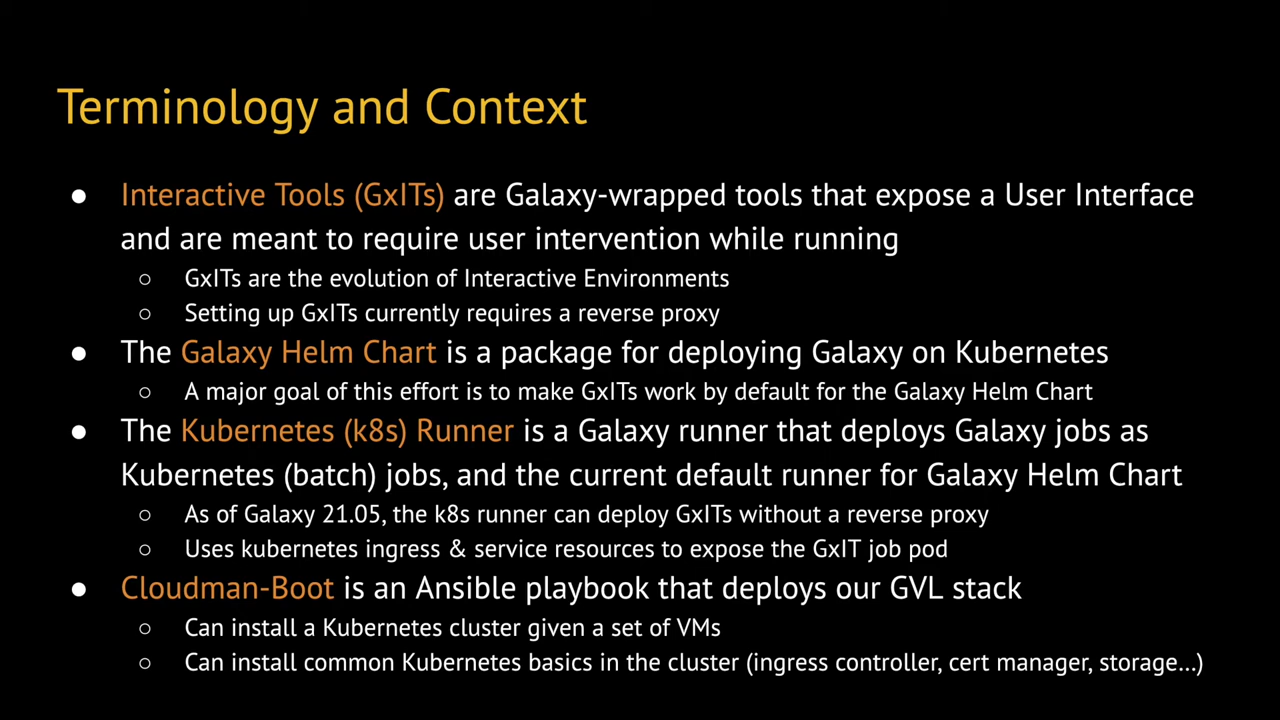 Terminology and Context
● Interactive Tools (GxITs) are Galaxy-wrapped tools that expose a User Interface
and are meant to require user intervention while running
○ GxITs are the evolution of Interactive Environments
○ Setting up GxITs currently requires a reverse proxy
● The Galaxy Helm Chart is a package for deploying Galaxy on Kubernetes
○ A major goal of this effort is to make GxITs work by default for the Galaxy Helm Chart
● The Kubernetes (k8s) Runner is a Galaxy runner that deploys Galaxy jobs as
Kubernetes (batch) jobs, and the current default runner for Galaxy Helm Chart
○ As of Galaxy 21.05, the k8s runner can deploy GxITs without a reverse proxy
○ Uses kubernetes ingress & service resources to expose the GxIT job pod
● Cloudman-Boot is an Ansible playbook that deploys our GVL stack
○ Can install a Kubernetes cluster given a set of VMs
○ Can install common Kubernetes basics in the cluster (ingress controller, cert manager, storage...)